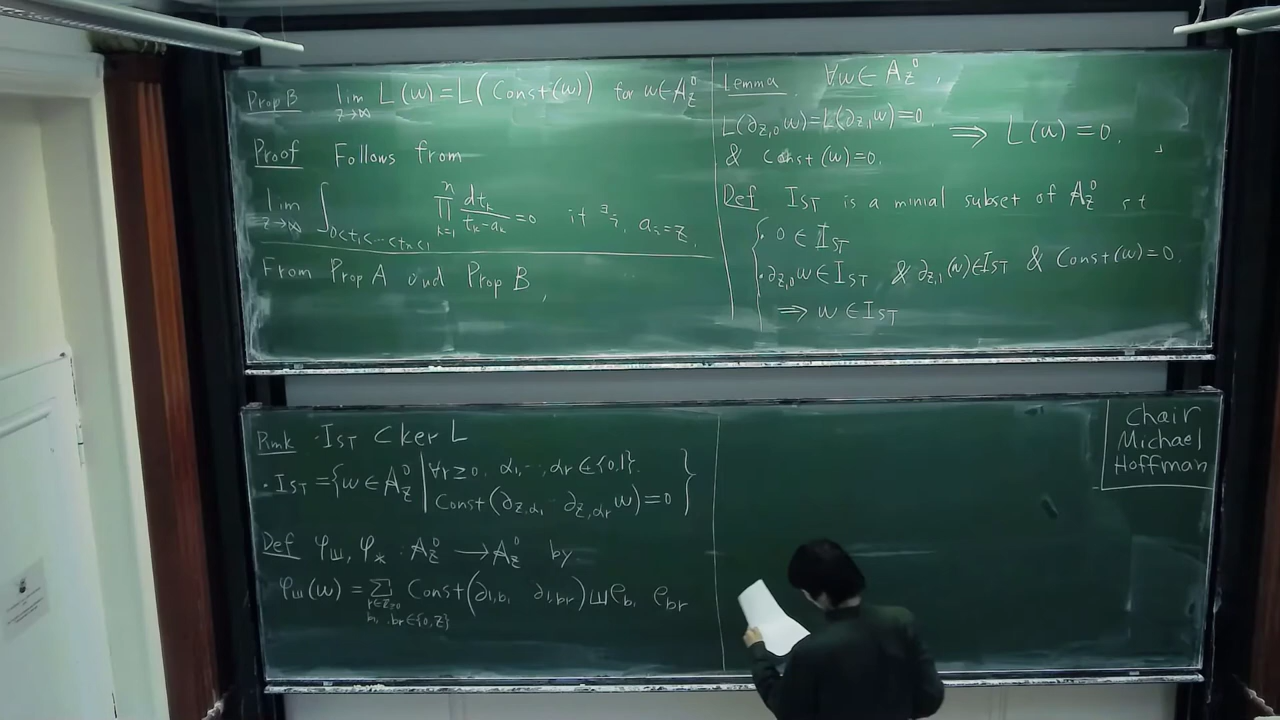 Prop B lim_{z→∞} L(w) = L(Const(w)) for w∈A_z^0
Proof Follows from
lim_{z→∞} ∫_{0<t_1<⋯<t_n<1} ∏_{k=1}^{n} dt_k/(t_k-a_k) = 0 if ∃i, a_i=z.
From Prop A und Prop B,
Lemma. ∀w∈A_z^0,
L(∂_{z,0}w)=L(∂_{z,1}w)=0 ⟹ L(w)=0.
& Const(w)=0.
Def I_ST is a minial subset of A_z^0 s t
· 0∈I_ST
· ∂_{z,0}w∈I_ST & ∂_{z,1}(w)∈I_ST & Const(w)=0.
⟹ w∈I_ST
Rmk · I_ST ⊂ ker L
· I_ST = {w∈A_z^0 | ∀r≥0, α_1,⋯,α_r∈{0,1}.
Const(∂_{z,α_1} ⋯ ∂_{z,α_r}w)=0}
Def φ_ш, φ_* : A_z^0 → A_z^0 by
φ_ш(w) = ∑ Const(∂_{1,b_1} ∂_{1,b_r}) ш e_{b_1} e_{b_r}
r∈Z_{≥0}
b_1 .. b_r∈{0,z}
Chair
Michael
Hoffman